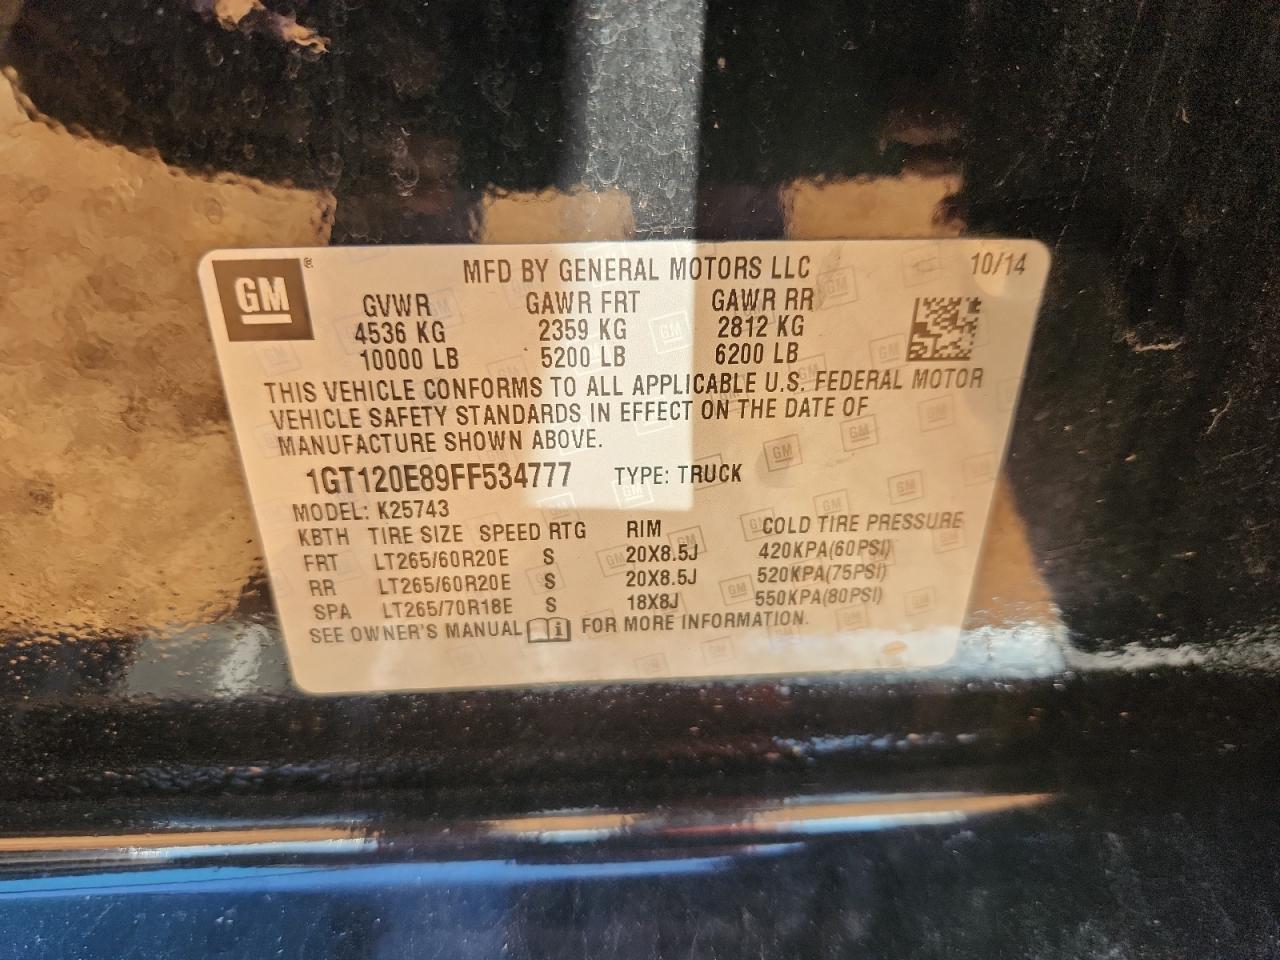 GM ®
MFD BY GENERAL MOTORS LLC 10/14
GVWR GAWR FRT GAWR RR
4536 KG 2359 KG 2812 KG
10000 LB 5200 LB 6200 LB
THIS VEHICLE CONFORMS TO ALL APPLICABLE U.S. FEDERAL MOTOR
VEHICLE SAFETY STANDARDS IN EFFECT ON THE DATE OF
MANUFACTURE SHOWN ABOVE.
1GT120E89FF534777 TYPE: TRUCK
MODEL: K25743
KBTH TIRE SIZE SPEED RTG RIM COLD TIRE PRESSURE
FRT LT265/60R20E S 20X8.5J 420KPA(60PSI)
RR LT265/60R20E S 20X8.5J 520KPA(75PSI)
SPA LT265/70R18E S 18X8J 550KPA(80PSI)
SEE OWNER'S MANUAL i FOR MORE INFORMATION.